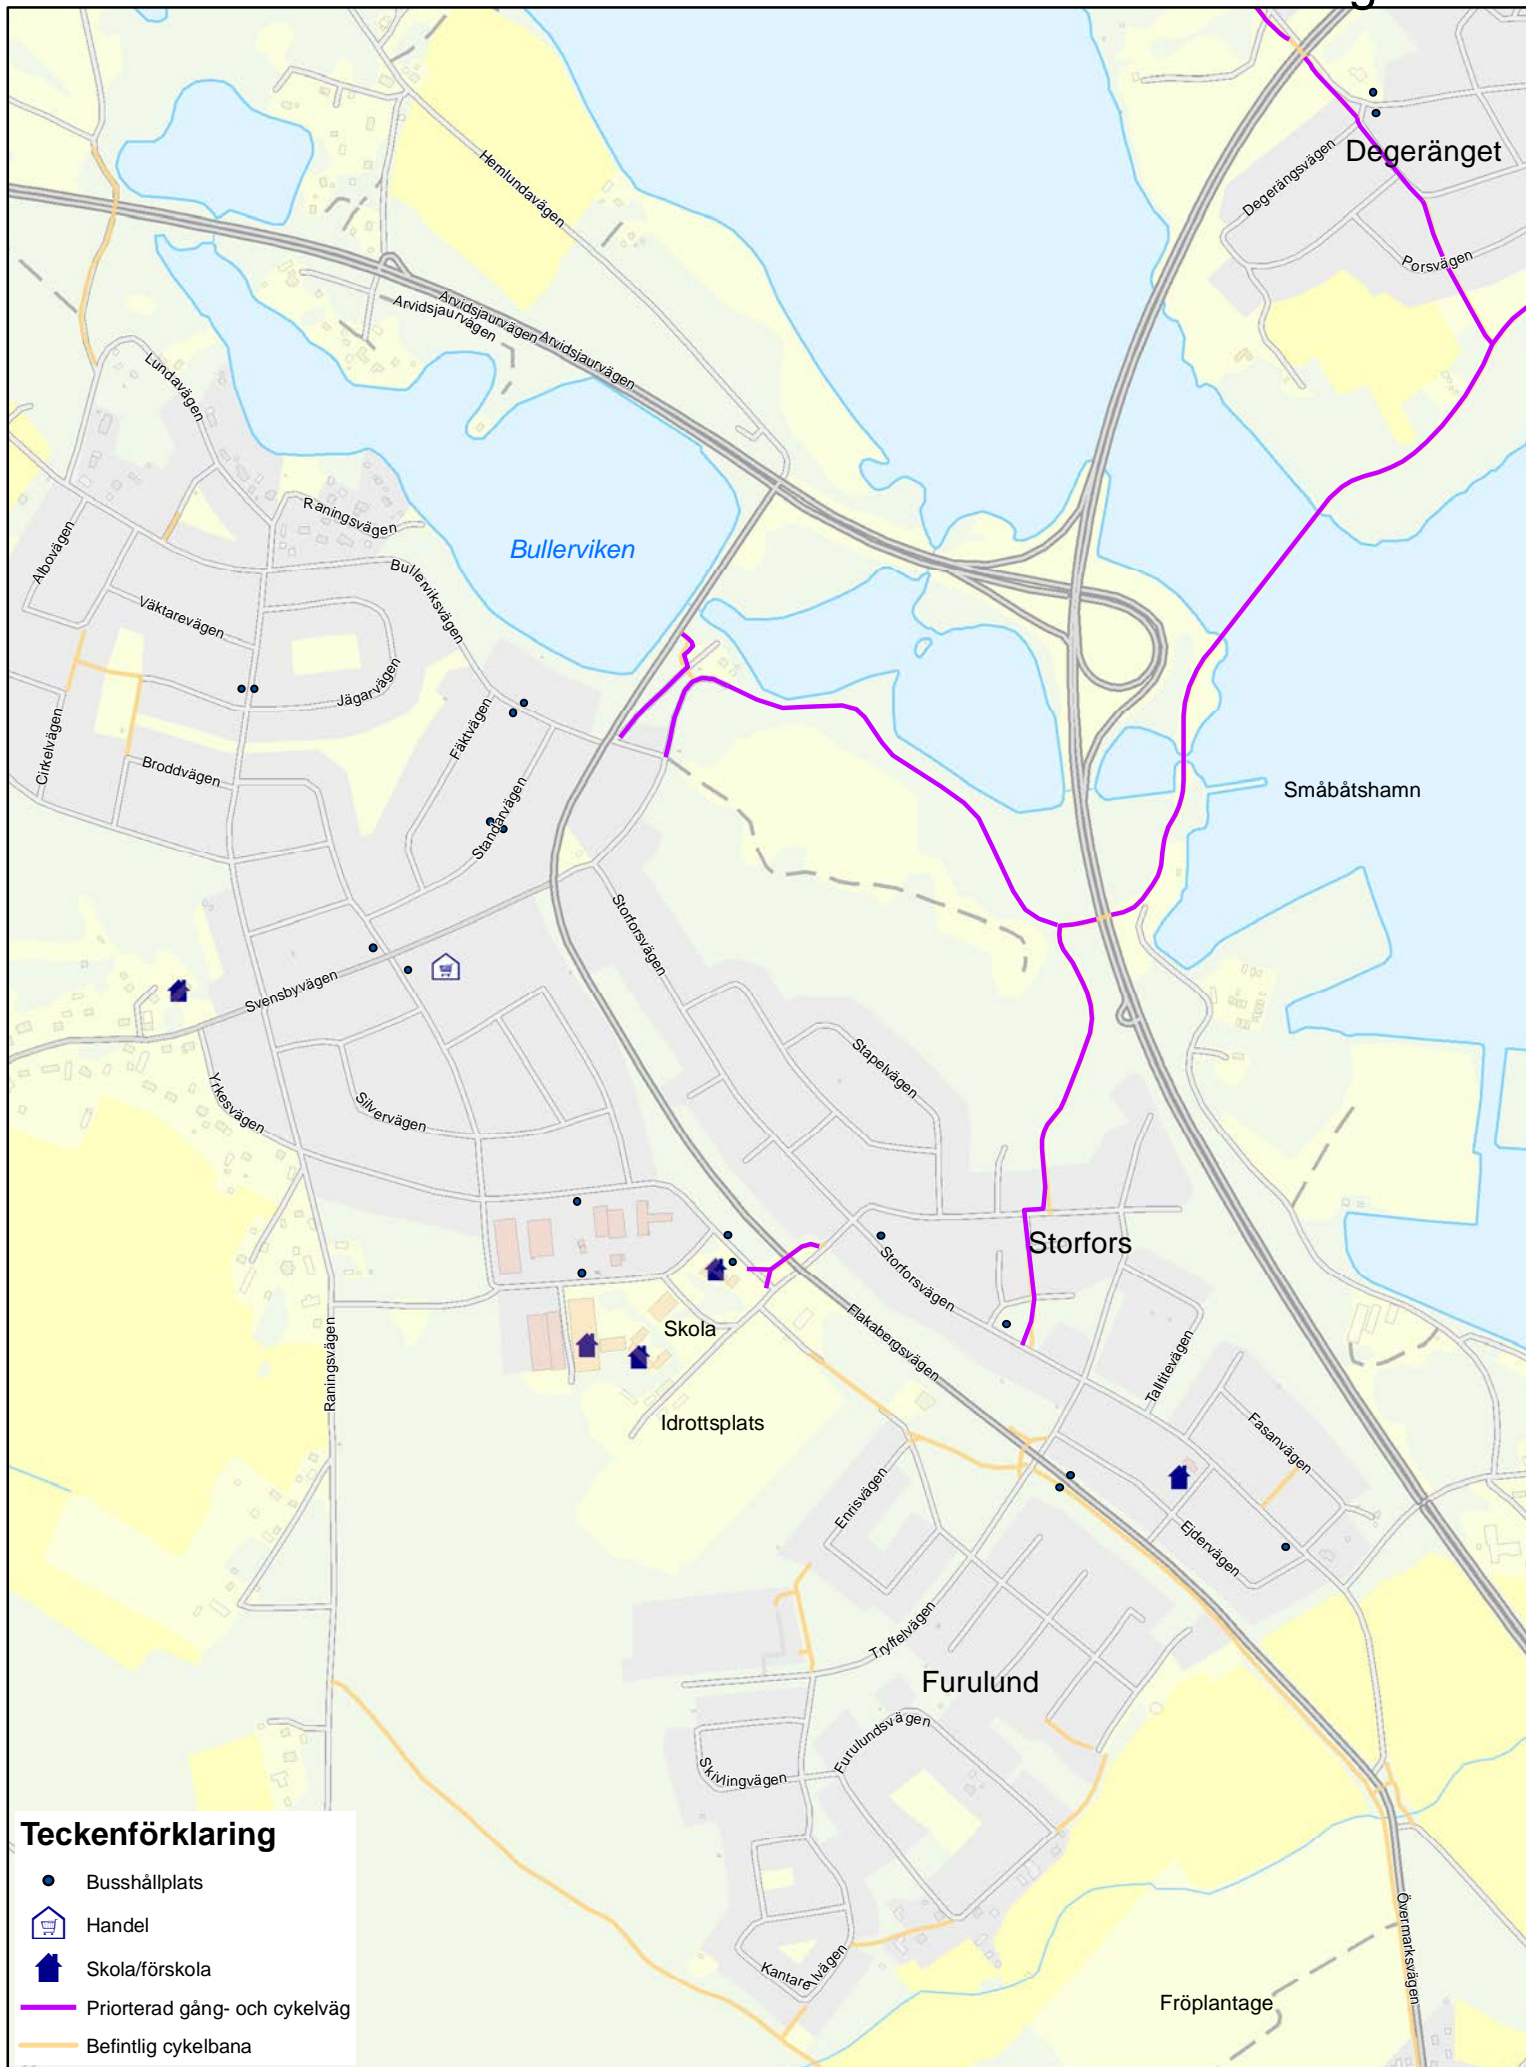 g
Degeränget
Degerängsvägen
Hemlundavägen
Porsvägen
Arvidsjaurvägen
Arvidsjaurvägen
Arvidsjaurvägen
Lundavägen
Raningsvägen
Bullerviken
Albovägen
Bullerviksvägen
Väktarevägen
Jägarvägen
Fäktvägen
Cirkelvägen
Broddvägen
Standarvägen
Småbåtshamn
Storforsvägen
Svensbyvägen
Stapelvägen
Yrkesvägen
Silvervägen
Storfors
Storforsvägen
Flakabergsvägen
Skola
Raningsvägen
Talltitevägen
Idrottsplats
Fasanvägen
Enrisvägen
Ejdervägen
Tryffelvägen
Furulund
Furulundsvägen
Skivlingvägen
Kantarellvägen
Övermarksvägen
Fröplantage
Teckenförklaring
Busshållplats
Handel
Skola/förskola
Priorterad gång- och cykelväg
Befintlig cykelbana